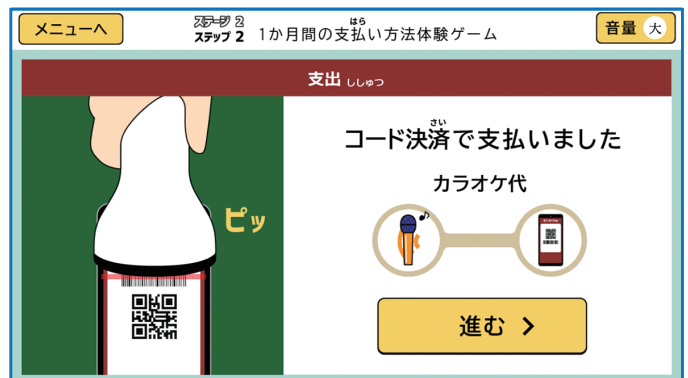 メニューへ
ステージ 2
ステップ 2
1か月間の支払い方法体験ゲーム
はら
音量 大
支出 ししゅつ
ピッ
コード決済で支払いました
さい
カラオケ代
進む